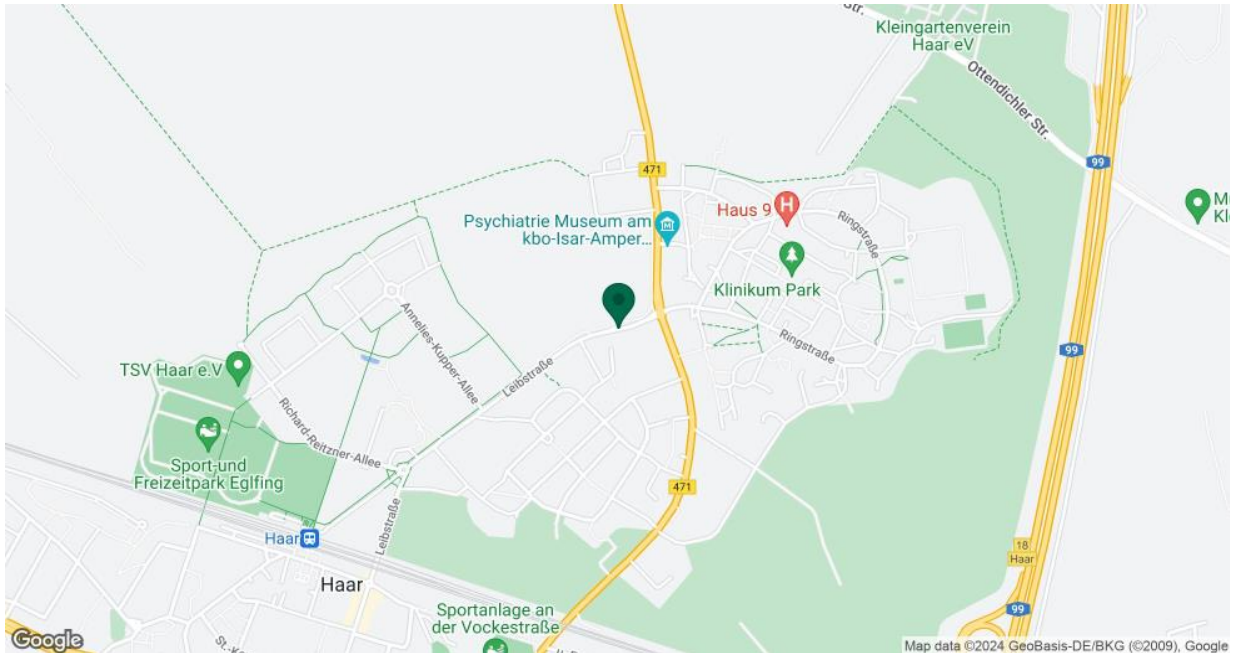 Str.
Kleingartenverein
Haar eV
Ottendichler Str.
99
471
Haus 9
H
Ringstraße
Psychiatrie Museum am
kbo-Isar-Amper ...
M
Klinikum Park
Annelies-Kupper-Allee
Leibstraße
Ringstraße
99
TSV Haar e.V
Richard-Reitzner-Allee
Sport-und
Freizeitpark Eglfing
471
Leibstraße
Haar
18
Haar
Haar
99
Sportanlage an
der Vockestraße
Google
Map data ©2024 GeoBasis-DE/BKG (©2009), Google